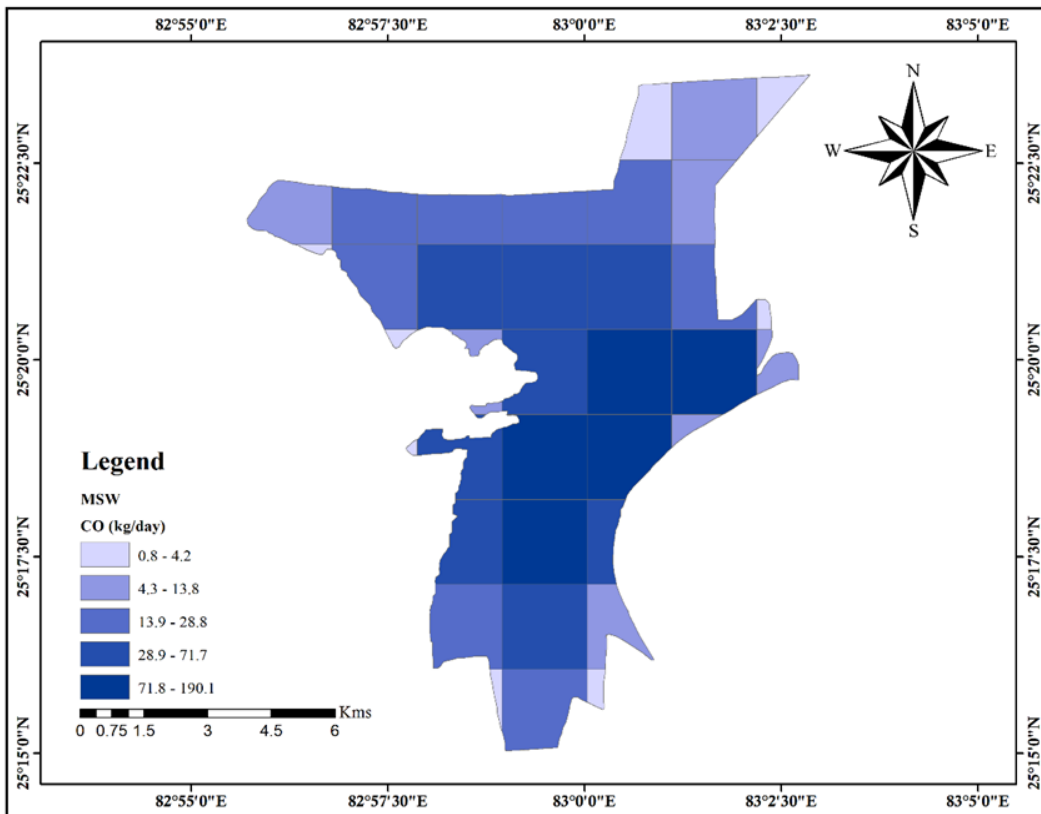 82°55'0"E 82°57'30"E 83°0'0"E 83°2'30"E 83°5'0"E
N
W E
S
25°22'30"N 25°22'30"N
25°20'0"N 25°20'0"N
25°17'30"N 25°17'30"N
25°15'0"N 25°15'0"N
Legend
MSW
CO (kg/day)
0.8 - 4.2
4.3 - 13.8
13.9 - 28.8
28.9 - 71.7
71.8 - 190.1
Kms
0 0.75 1.5 3 4.5 6
82°55'0"E 82°57'30"E 83°0'0"E 83°2'30"E 83°5'0"E